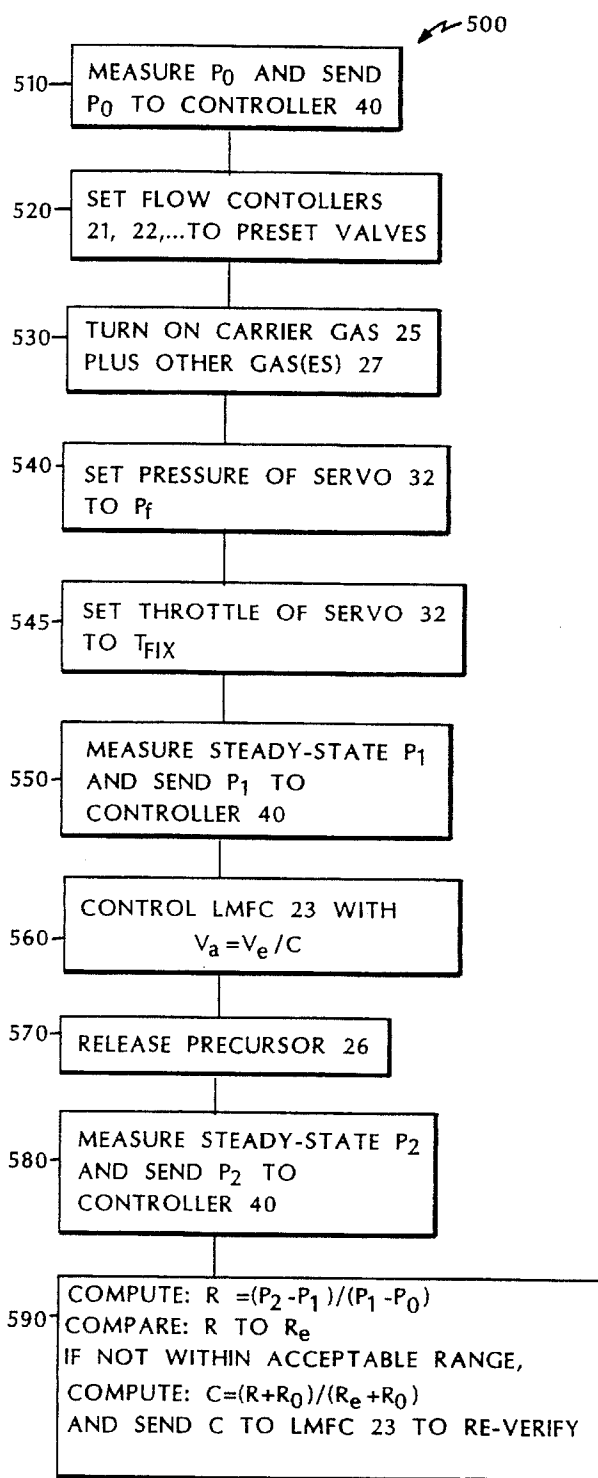 500
510
MEASURE P0 AND SEND
P0 TO CONTROLLER 40
520
SET FLOW CONTOLLERS
21, 22,...TO PRESET VALVES
530
TURN ON CARRIER GAS 25
PLUS OTHER GAS(ES) 27
540
SET PRESSURE OF SERVO 32
TO Pf
545
SET THROTTLE OF SERVO 32
TO TFIX
550
MEASURE STEADY-STATE P1
AND SEND P1 TO
CONTROLLER 40
560
CONTROL LMFC 23 WITH
Va=Ve/C
570
RELEASE PRECURSOR 26
580
MEASURE STEADY-STATE P2
AND SEND P2 TO
CONTROLLER 40
590
COMPUTE: R =(P2-P1)/(P1-P0)
COMPARE: R TO Re
IF NOT WITHIN ACCEPTABLE RANGE,
COMPUTE: C=(R+R0)/(Re+R0)
AND SEND C TO LMFC 23 TO RE-VERIFY